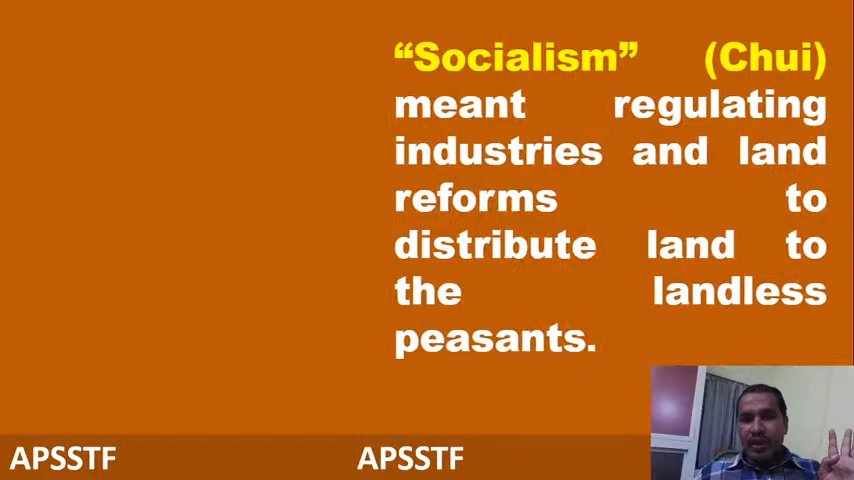 “Socialism” (Chui)
meant regulating
industries and land
reforms to
distribute land to
the landless
peasants.
APSSTF APSSTF